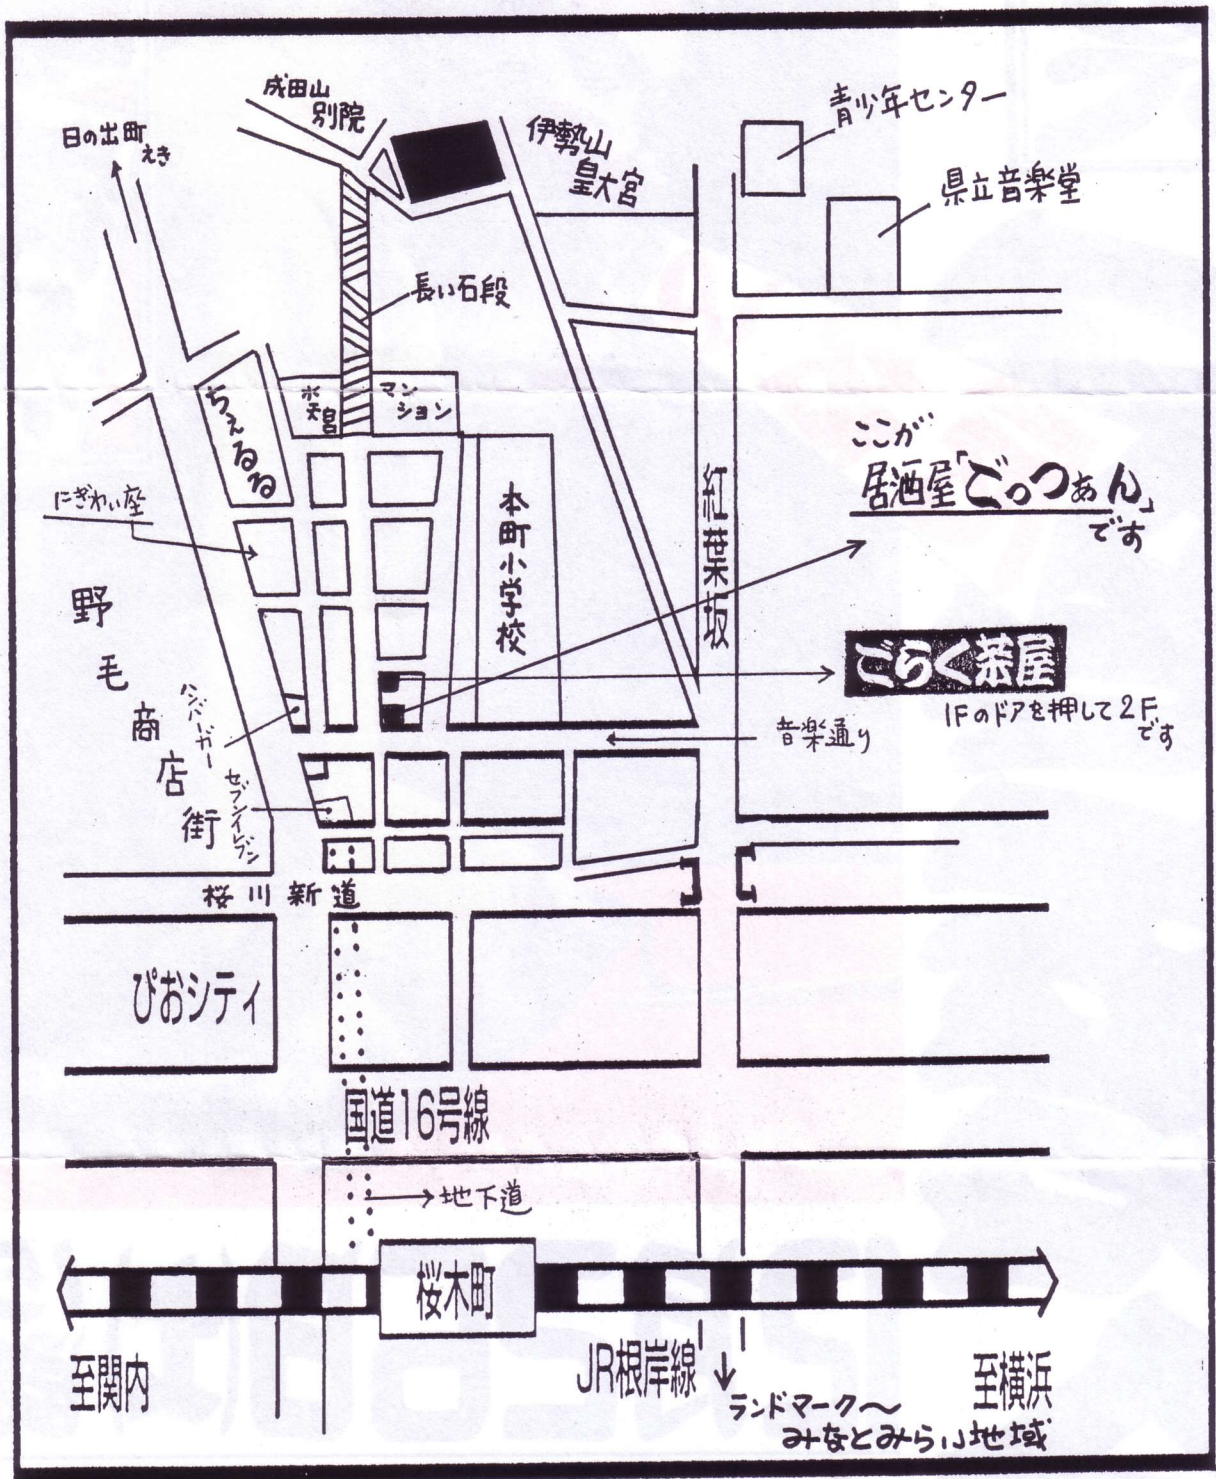 成田山
別院
日の出町
えき
伊勢山
皇大宮
青少年センター
県立音楽堂
長い石段
水天宮
マン
ション
ちぇるる
にぎわい座
本町小学校
紅葉坂
ここが
居酒屋「ごっつぁん」
です
ごらく茶屋
1Fのドアを押して2F
です
音楽通り
野毛商店街
ハンバーガー
セブンイレブン
桜川新道
ぴおシティ
国道16号線
地下道
桜木町
至関内
JR根岸線
至横浜
ランドマーク〜
みなとみらい地域